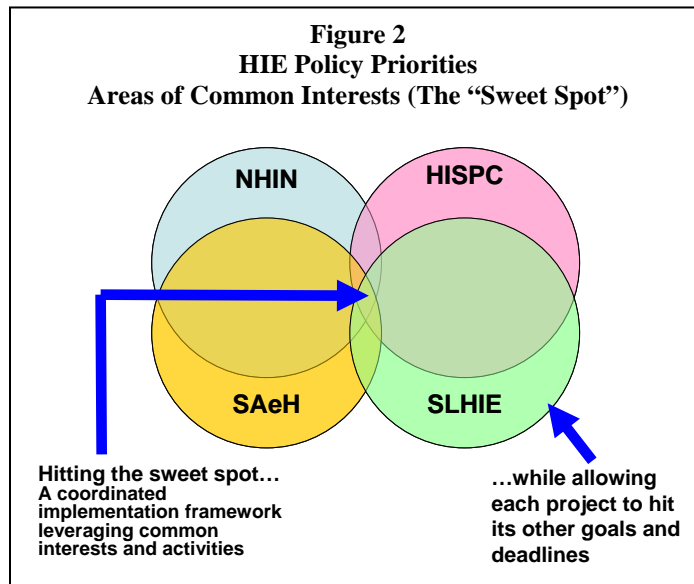 Figure 2
HIE Policy Priorities
Areas of Common Interests (The “Sweet Spot”)
NHIN
HISPC
SAeH
SLHIE
Hitting the sweet spot…
A coordinated
implementation framework
leveraging common
interests and activities
…while allowing
each project to hit
its other goals and
deadlines